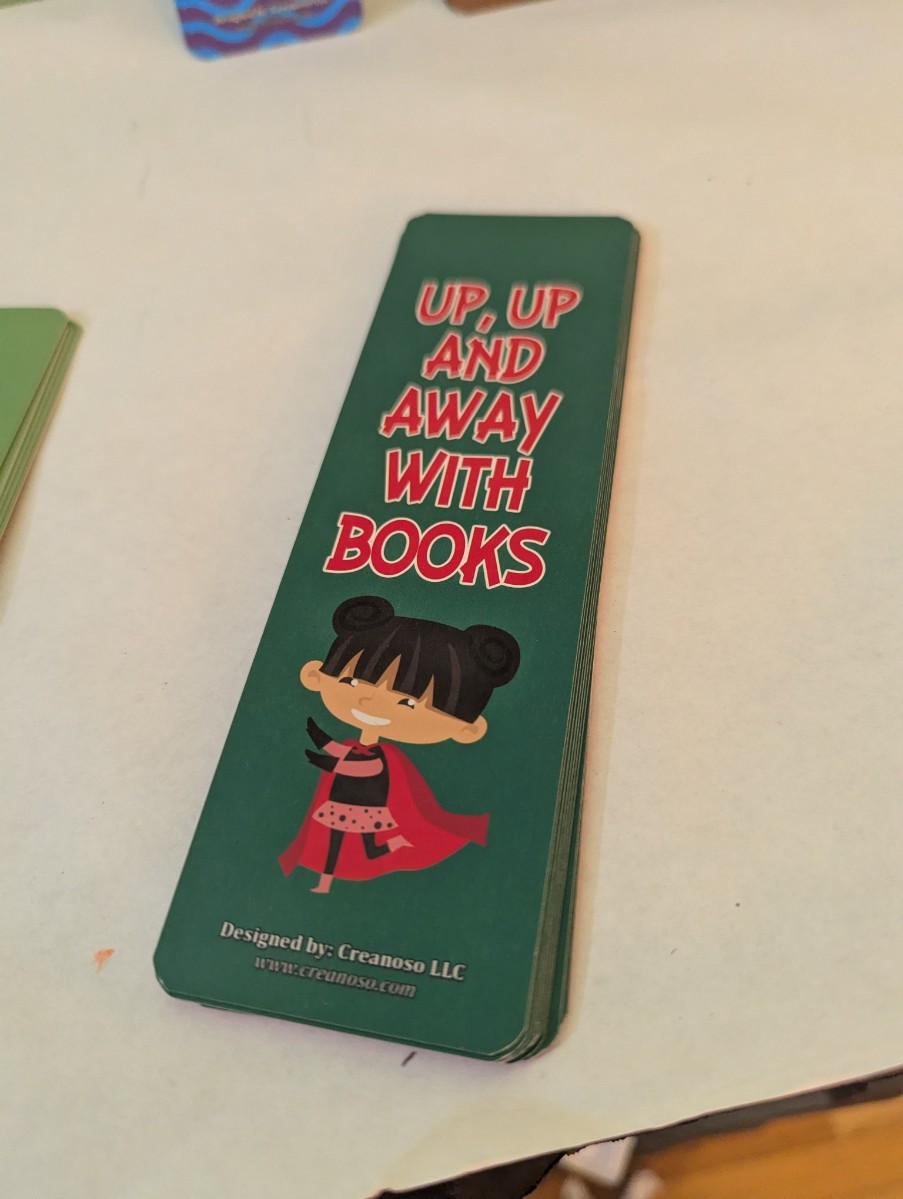 UP, UP
AND
AWAY
WITH
BOOKS
Designed by: Creanoso LLC
www.creanoso.com